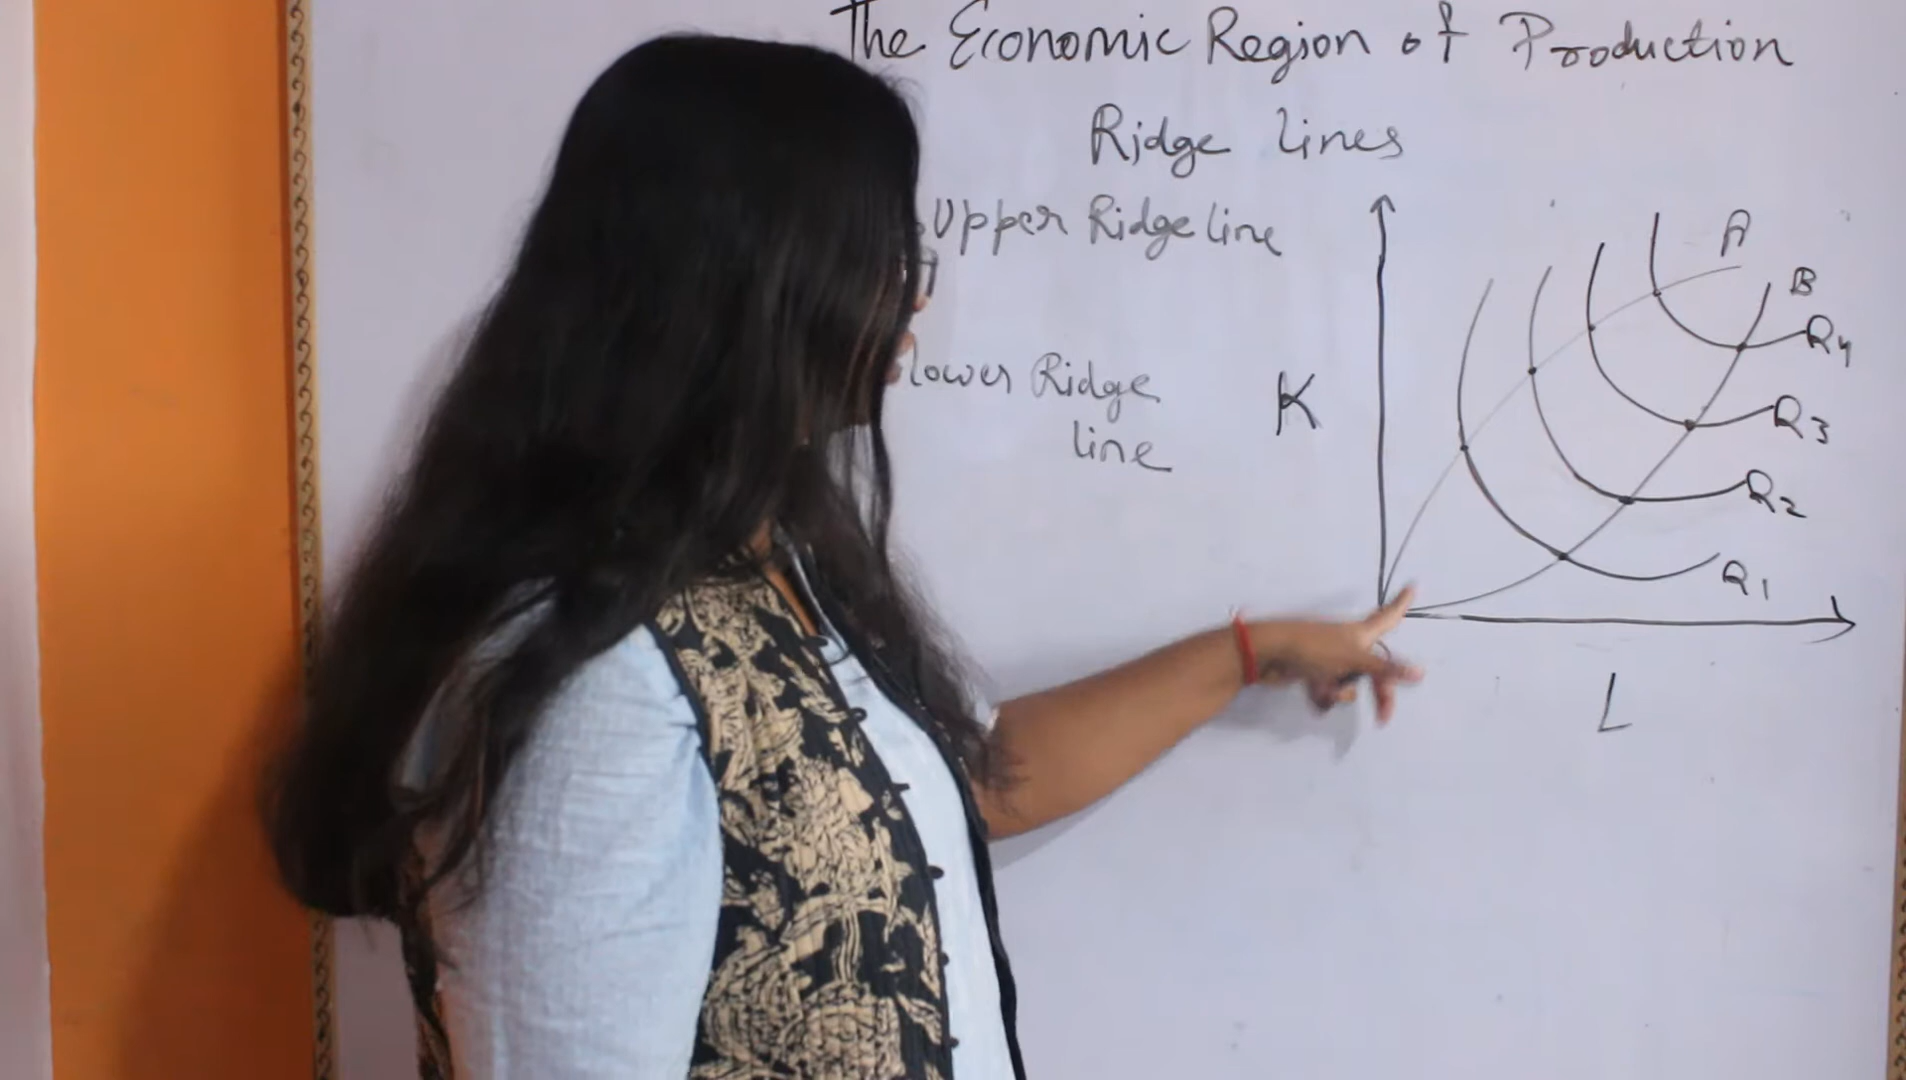 The Economic Region of Production
Ridge lines
Upper Ridge line
lower Ridge
line
K
A
B
Q4
Q3
Q2
Q1
L